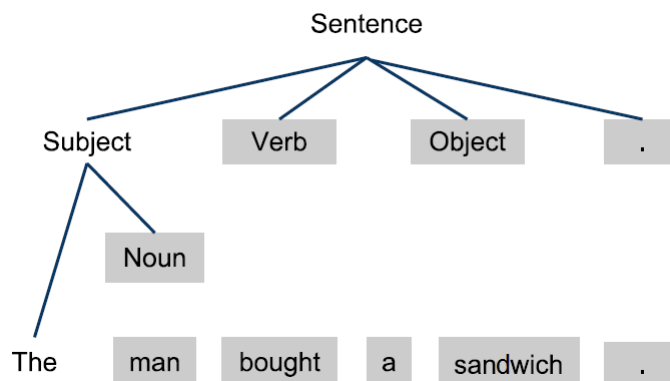 Sentence
Subject Verb Object .
Noun
The man bought a sandwich .